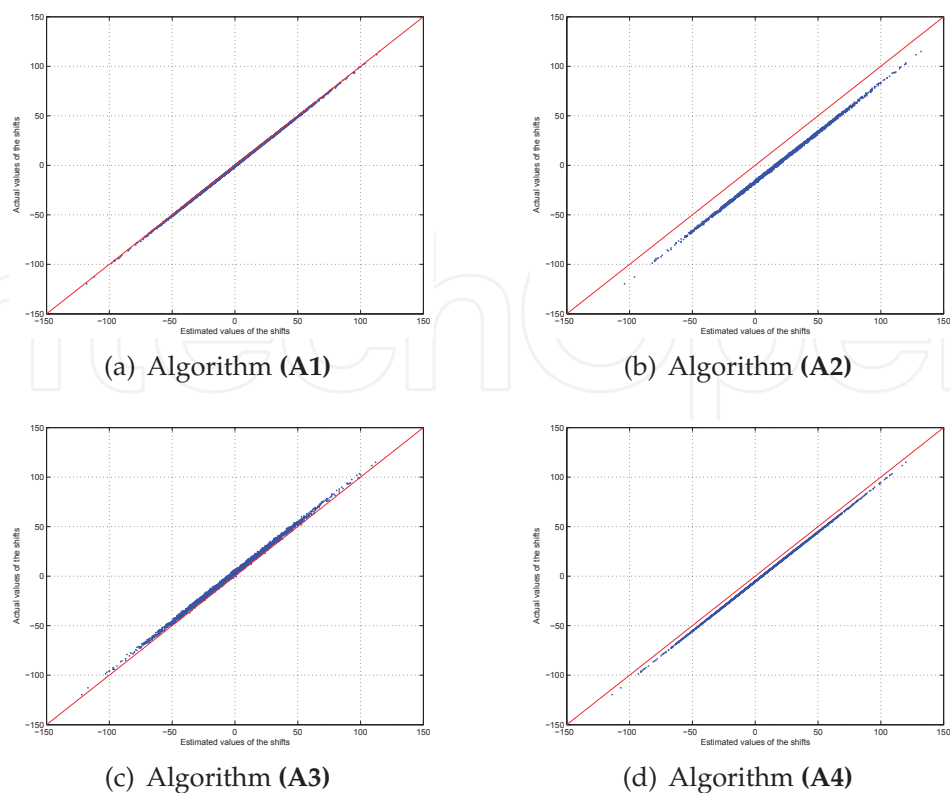 150
100
50
0
−50
−100
−150
Actual values of the shifts
−150 −100 −50 0 50 100 150
Estimated values of the shifts
(a) Algorithm (A1)
150
100
50
0
−50
−100
−150
Actual values of the shifts
−150 −100 −50 0 50 100 150
Estimated values of the shifts
(b) Algorithm (A2)
150
100
50
0
−50
−100
−150
Actual values of the shifts
−150 −100 −50 0 50 100 150
Estimated values of the shifts
(c) Algorithm (A3)
150
100
50
0
−50
−100
−150
Actual values of the shifts
−150 −100 −50 0 50 100 150
Estimated values of the shifts
(d) Algorithm (A4)